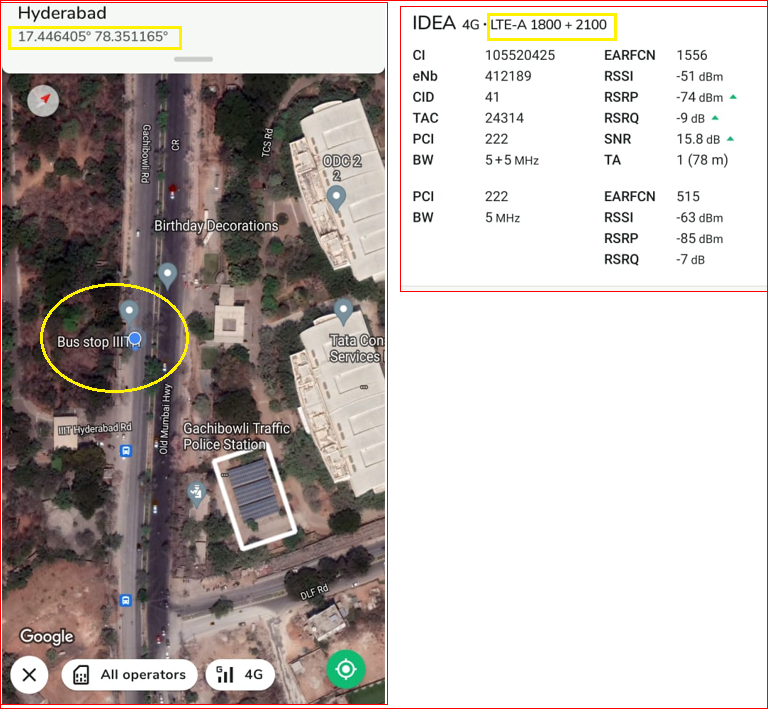 Hyderabad
17.446405° 78.351165°
Gachibowli Rd
CR
TCS Rd
ODC 2
2
Birthday Decorations
Bus stop IIITH
Tata Con
Services
Old Mumbai Hwy
IIIT Hyderabad Rd
Gachibowli Traffic
Police Station
DLF Rd
Google
All operators
G 4G
IDEA 4G • LTE-A 1800 + 2100
CI 105520425 EARFCN 1556
eNb 412189 RSSI -51 dBm
CID 41 RSRP -74 dBm
TAC 24314 RSRQ -9 dB
PCI 222 SNR 15.8 dB
BW 5+5 MHz TA 1 (78 m)
PCI 222 EARFCN 515
BW 5 MHz RSSI -63 dBm
RSRP -85 dBm
RSRQ -7 dB